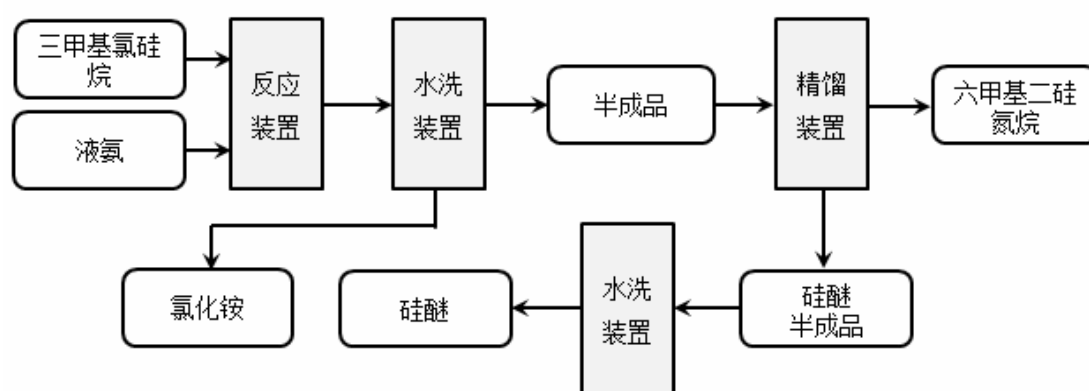 三甲基氯硅
烷
液氨
反应
装置
水洗
装置
半成品
精馏
装置
六甲基二硅
氮烷
氯化铵
硅醚
水洗
装置
硅醚
半成品